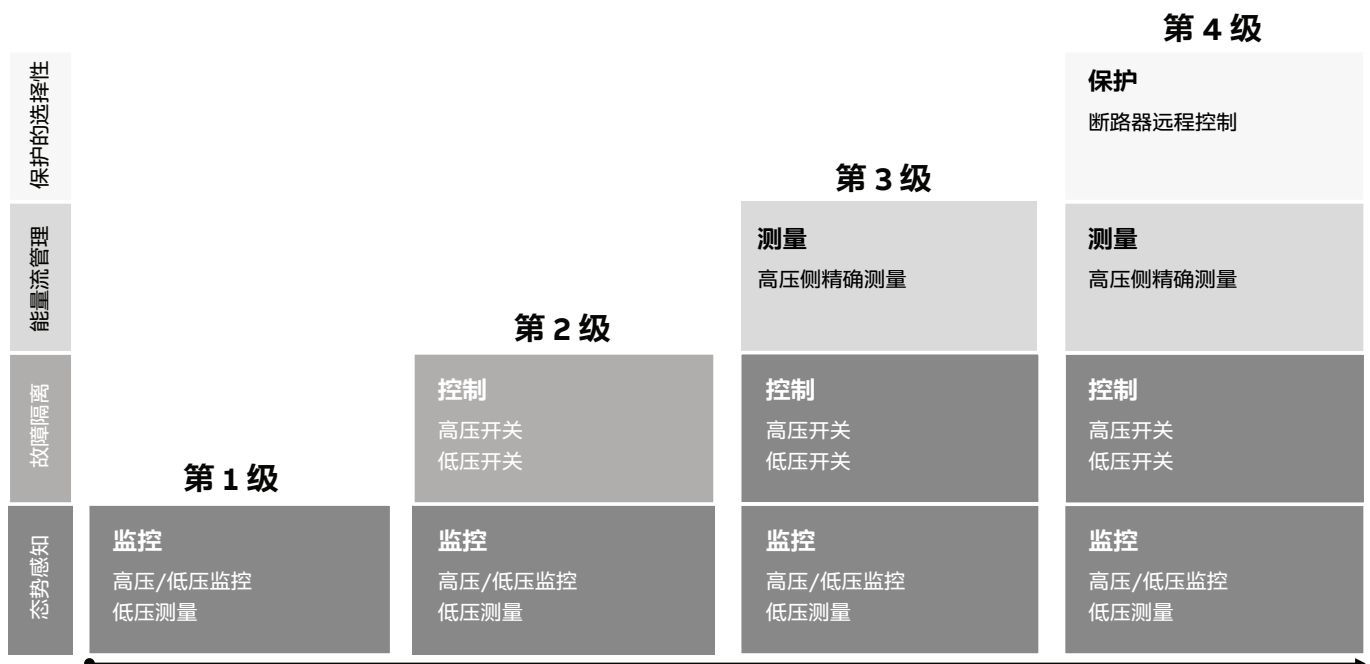 第 4 级
保护的选择性
保护
断路器远程控制
第 3 级
能量流管理
测量
高压侧精确测量
测量
高压侧精确测量
第 2 级
故障隔离
控制
高压开关
低压开关
控制
高压开关
低压开关
控制
高压开关
低压开关
第 1 级
态势感知
监控
高压/低压监控
低压测量
监控
高压/低压监控
低压测量
监控
高压/低压监控
低压测量
监控
高压/低压监控
低压测量